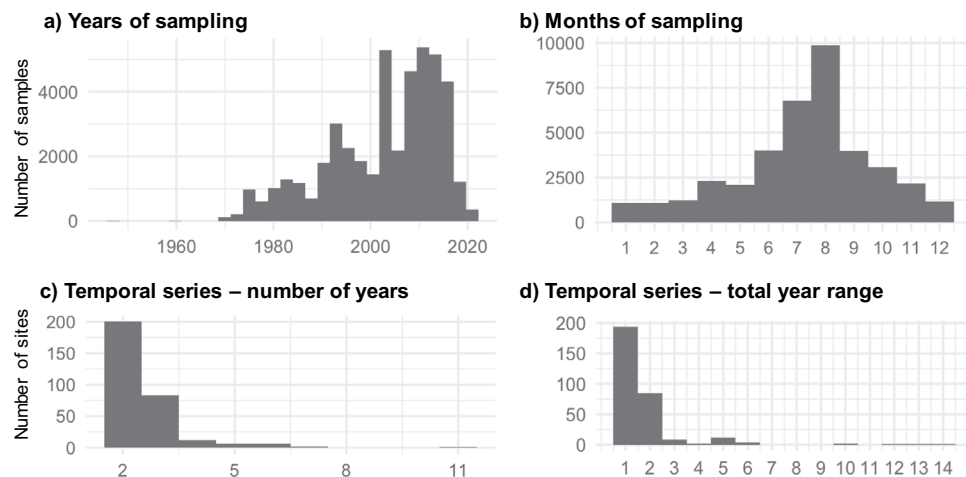 a) Years of sampling
b) Months of sampling
Number of samples
4000
2000
0
1960 1980 2000 2020
10000
7500
5000
2500
0
1 2 3 4 5 6 7 8 9 10 11 12
c) Temporal series – number of years
d) Temporal series – total year range
Number of sites
200
150
100
50
0
2 5 8 11
200
150
100
50
0
1 2 3 4 5 6 7 8 9 10 11 12 13 14